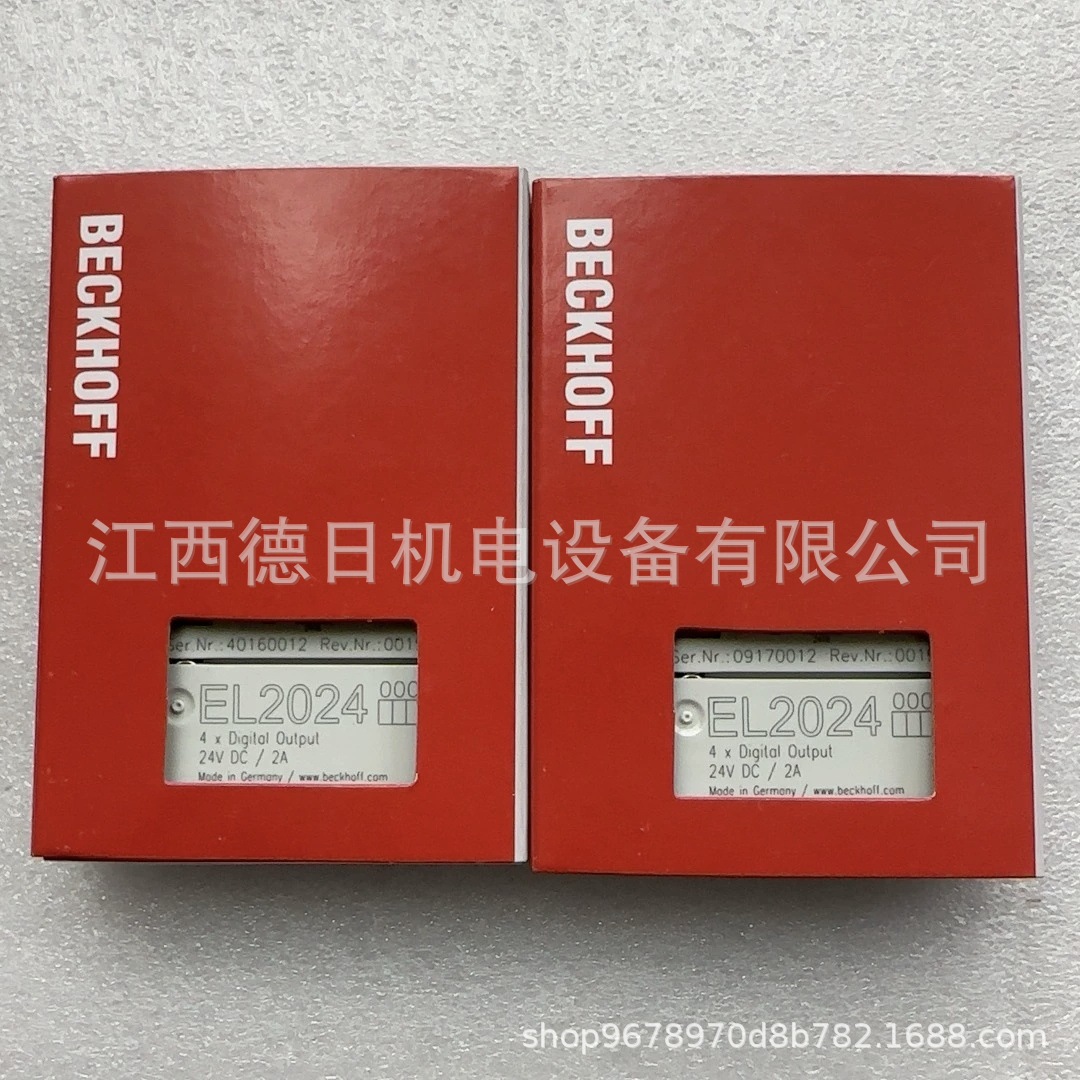 BECKHOFF
BECKHOFF
江西德日机电设备有限公司
Ser.Nr.:40160012 Rev.Nr.:001
EL2024
4 x Digital Output
24V DC / 2A
Made in Germany / www.beckhoff.com
Ser.Nr.:09170012 Rev.Nr.:001
EL2024
4 x Digital Output
24V DC / 2A
Made in Germany / www.beckhoff.com
shop9678970d8b782.1688.com